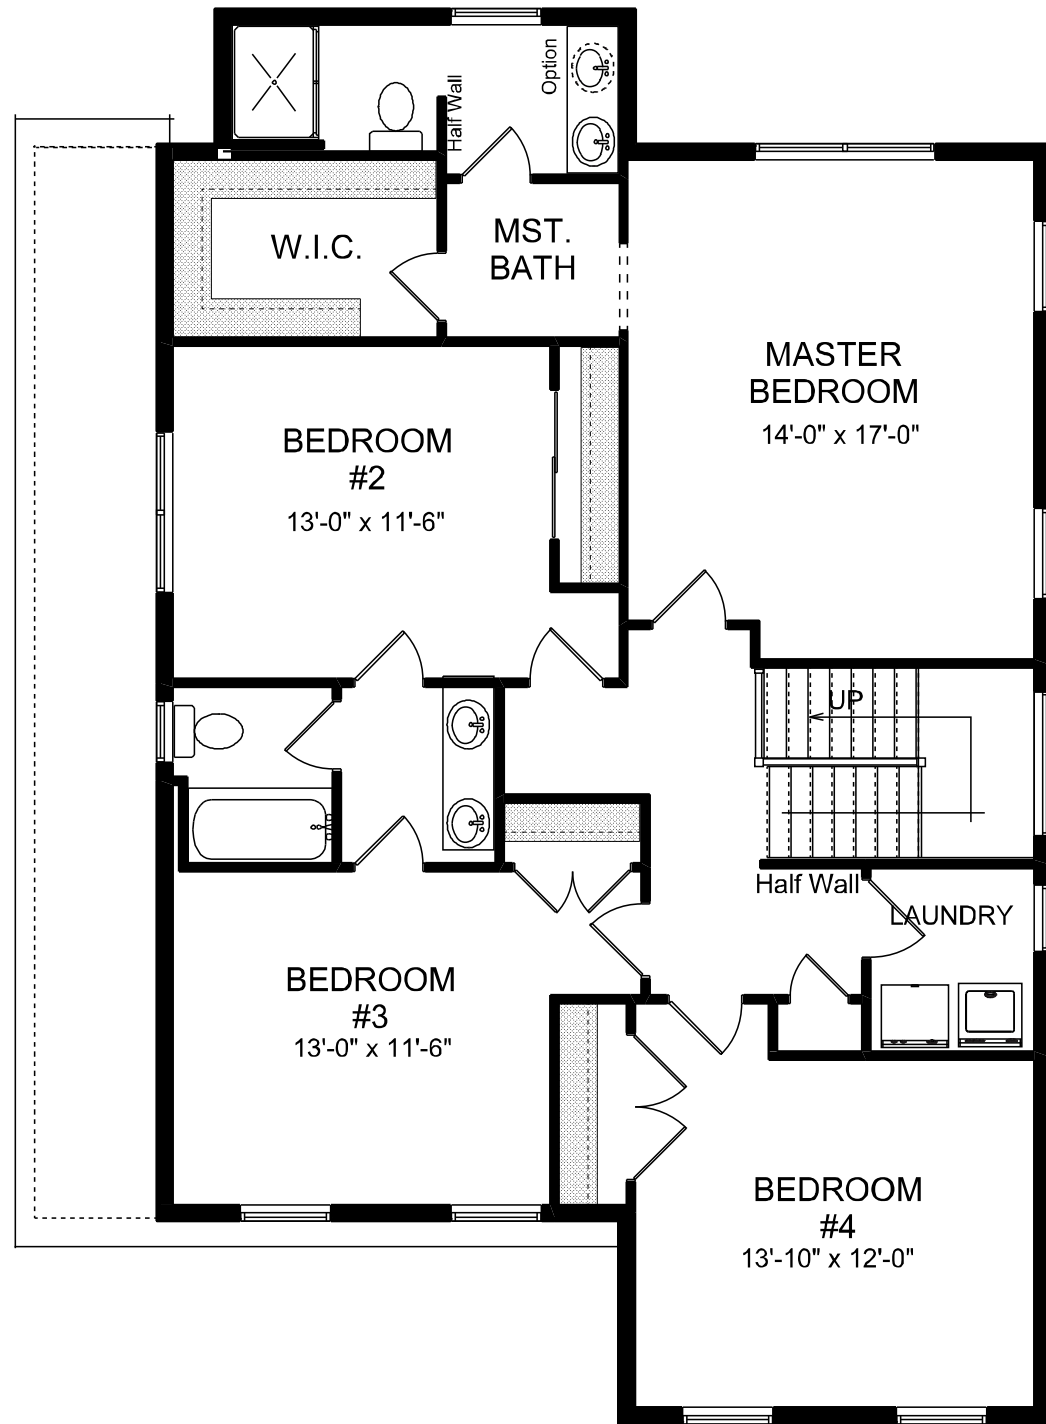 Option
Half Wall
W.I.C.
MST.
BATH
MASTER
BEDROOM
14'-0" x 17'-0"
BEDROOM
#2
13'-0" x 11'-6"
UP
Half Wall
LAUNDRY
BEDROOM
#3
13'-0" x 11'-6"
BEDROOM
#4
13'-10" x 12'-0"